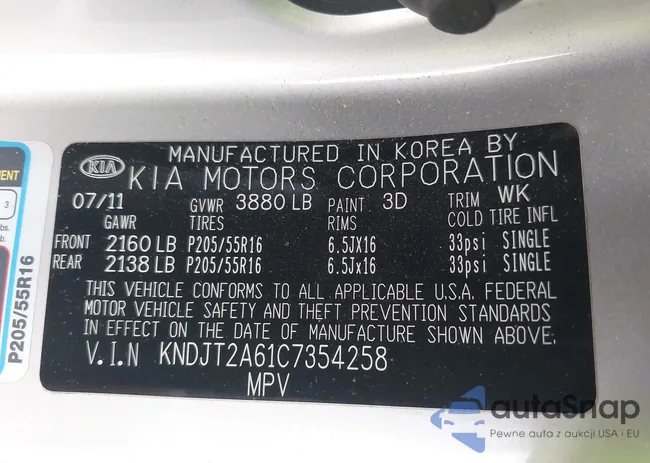 MANUFACTURED IN KOREA BY
KIA KIA MOTORS CORPORATION
07/11 GVWR 3880 LB PAINT 3D TRIM WK
GAWR TIRES RIMS COLD TIRE INFL
FRONT 2160 LB P205/55R16 6.5JX16 33psi SINGLE
REAR 2138 LB P205/55R16 6.5Jx16 33psi SINGLE
THIS VEHICLE CONFORMS TO ALL APPLICABLE U.S.A. FEDERAL
MOTOR VEHICLE SAFETY AND THEFT PREVENTION STANDARDS
IN EFFECT ON THE DATE OF MANUFACTURE SHOWN ABOVE.
V.I.N KNDJT2A61C7354258
MPV
3
P205/55R16
autoSnap
Pewne auta z aukcji USA i EU